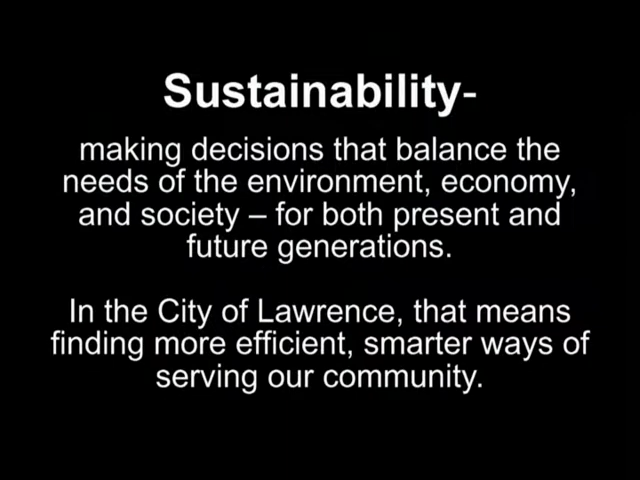 Sustainability-
making decisions that balance the
needs of the environment, economy,
and society – for both present and
future generations.
In the City of Lawrence, that means
finding more efficient, smarter ways of
serving our community.